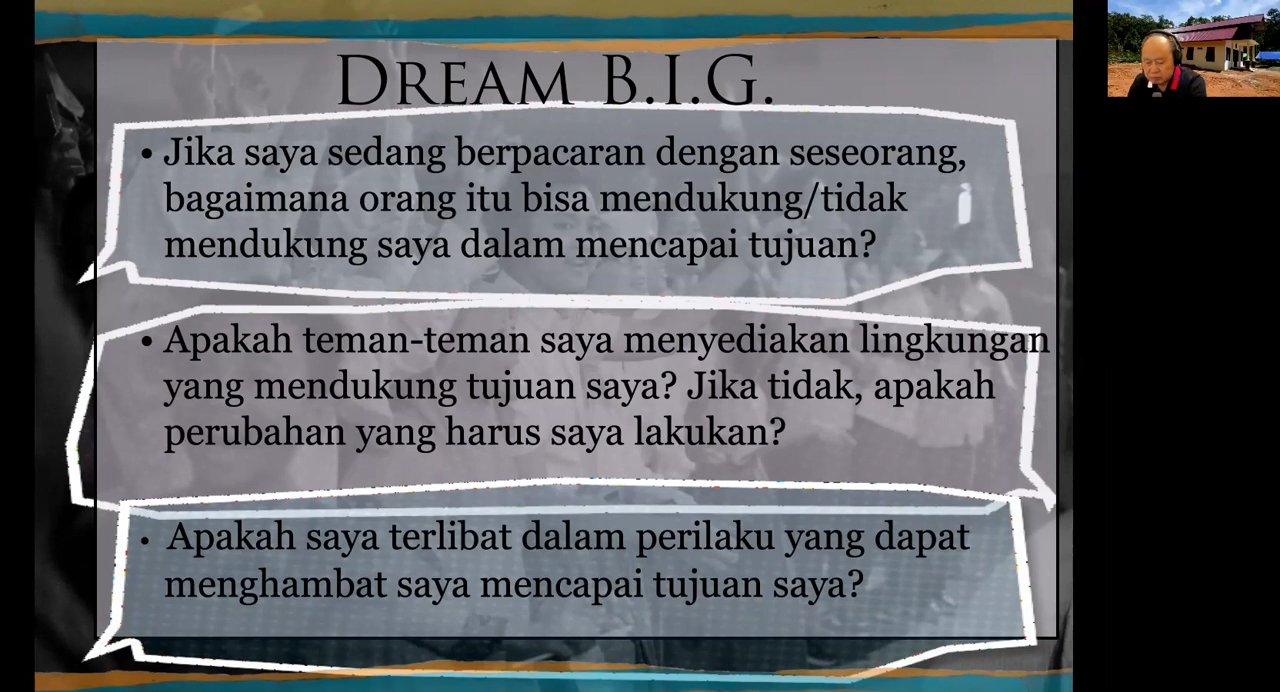 DREAM B.I.G.
• Jika saya sedang berpacaran dengan seseorang,
bagaimana orang itu bisa mendukung/tidak
mendukung saya dalam mencapai tujuan?
• Apakah teman-teman saya menyediakan lingkungan
yang mendukung tujuan saya? Jika tidak, apakah
perubahan yang harus saya lakukan?
• Apakah saya terlibat dalam perilaku yang dapat
menghambat saya mencapai tujuan saya?